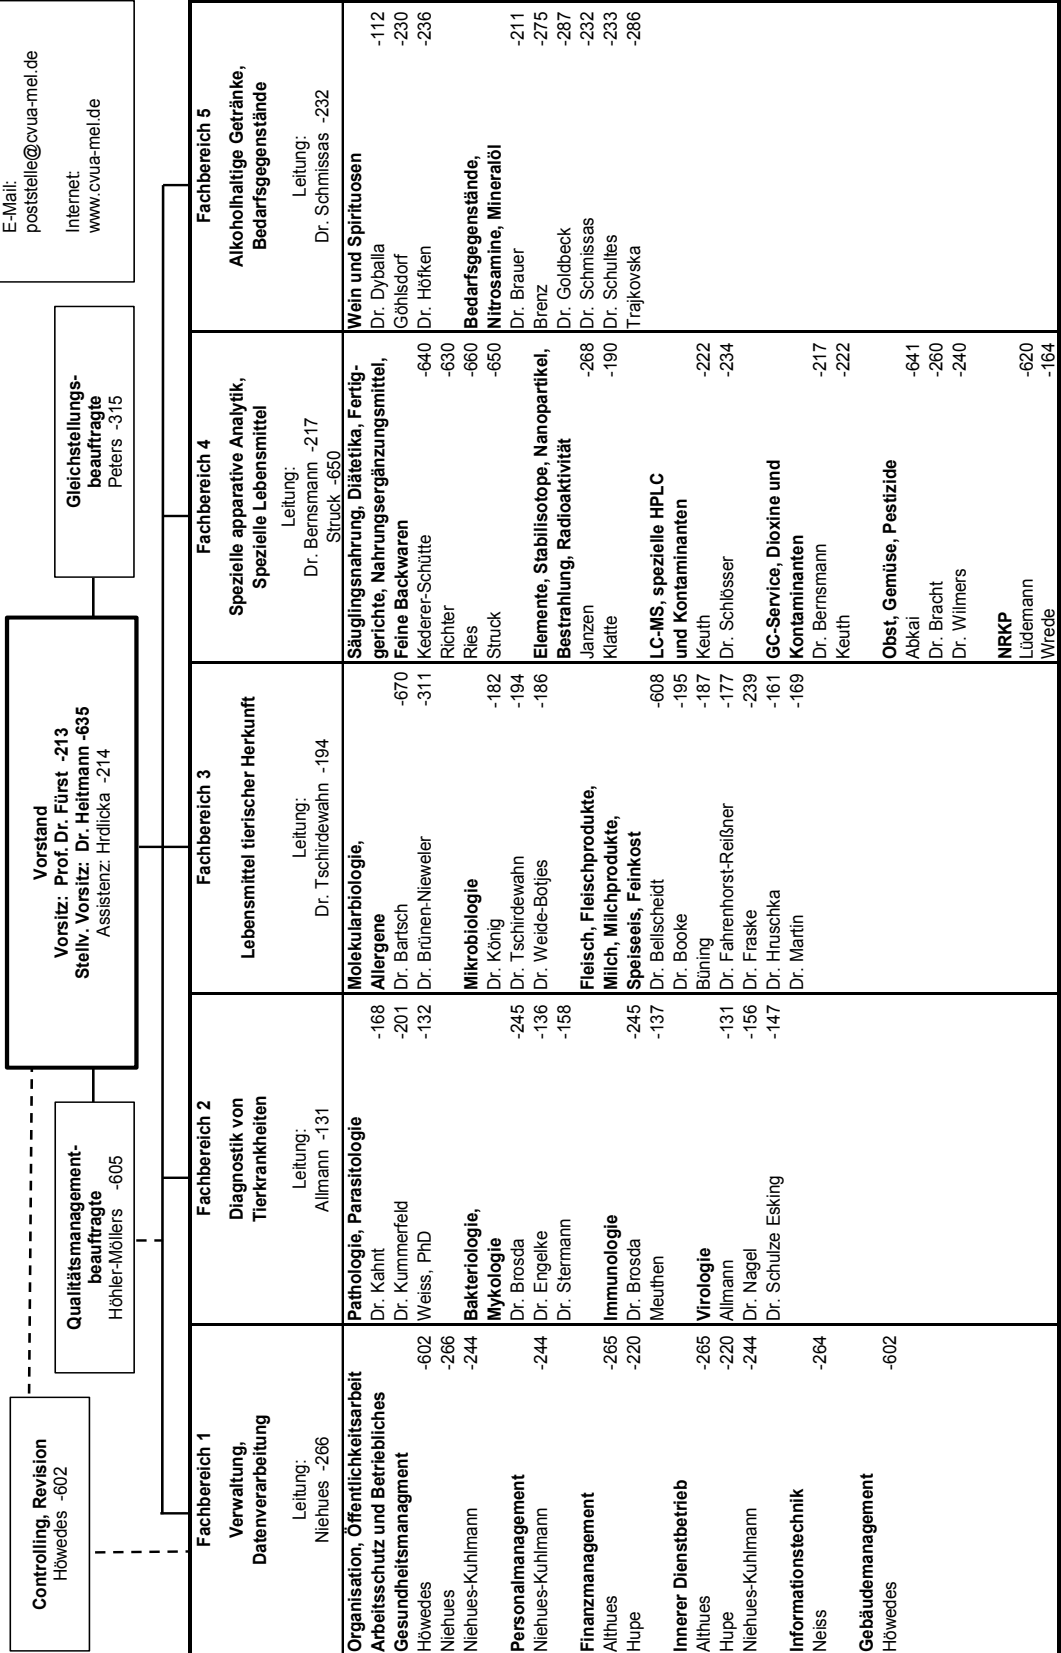 Controlling, Revision
Höwedes -602
Qualitätsmanagement-
beauftragte
Höhler-Möllers -605
Vorstand
Vorsitz: Prof. Dr. Fürst -213
Stellv. Vorsitz: Dr. Heitmann -635
Assistenz: Hrdlicka -214
Gleichstellungs-
beauftragte
Peters -315
E-Mail:
poststelle@cvua-mel.de
Internet:
www.cvua-mel.de
Fachbereich 1
Verwaltung,
Datenverarbeitung
Leitung:
Niehues -266
Organisation, Öffentlichkeitsarbeit
Arbeitsschutz und Betriebliches
Gesundheitsmanagment
Höwedes -602
Niehues -266
Niehues-Kuhlmann -244
Personalmanagement
Niehues-Kuhlmann -244
Finanzmanagement
Althues -265
Hupe -220
Innerer Dienstbetrieb
Althues -265
Hupe -220
Niehues-Kuhlmann -244
Informationstechnik
Neiss -264
Gebäudemanagement
Höwedes -602
Fachbereich 2
Diagnostik von
Tierkrankheiten
Leitung:
Allmann -131
Pathologie, Parasitologie
Dr. Kahnt -168
Dr. Kummerfeld -201
Weiss, PhD -132
Bakteriologie,
Mykologie
Dr. Brosda -245
Dr. Engelke -136
Dr. Stermann -158
Immunologie
Dr. Brosda -245
Meuthen -137
Virologie
Allmann -131
Dr. Nagel -156
Dr. Schulze Esking -147
Fachbereich 3
Lebensmittel tierischer Herkunft
Leitung:
Dr. Tschirdewahn -194
Molekularbiologie,
Allergene
Dr. Bartsch -670
Dr. Brünen-Nieweler -311
Mikrobiologie
Dr. König -182
Dr. Tschirdewahn -194
Dr. Weide-Botjes -186
Fleisch, Fleischprodukte,
Milch, Milchprodukte,
Speiseeis, Feinkost
Dr. Bellscheidt -608
Dr. Booke -195
Büning -187
Dr. Fahrenhorst-Reißner -177
Dr. Fraske -239
Dr. Hruschka -161
Dr. Martin -169
Fachbereich 4
Spezielle apparative Analytik,
Spezielle Lebensmittel
Leitung:
Dr. Bernsmann -217
Struck -650
Säuglingsnahrung, Diätetika, Fertig-
gerichte, Nahrungsergänzungsmittel,
Feine Backwaren
Kederer-Schütte -640
Richter -630
Ries -660
Struck -650
Elemente, Stabilisotope, Nanopartikel,
Bestrahlung, Radioaktivität
Janzen -268
Klatte -190
LC-MS, spezielle HPLC
und Kontaminanten
Keuth -222
Dr. Schlösser -234
GC-Service, Dioxine und
Kontaminanten
Dr. Bernsmann -217
Keuth -222
Obst, Gemüse, Pestizide
Abkai -641
Dr. Bracht -260
Dr. Wilmers -240
NRKP
Lüdemann -620
Wrede -164
Fachbereich 5
Alkoholhaltige Getränke,
Bedarfsgegenstände
Leitung:
Dr. Schmissas -232
Wein und Spirituosen
Dr. Dyballa -112
Göhlsdorf -230
Dr. Höfken -236
Bedarfsgegenstände,
Nitrosamine, Mineralöl
Dr. Brauer -211
Brenz -275
Dr. Goldbeck -287
Dr. Schmissas -232
Dr. Schultes -233
Trajkovska -286